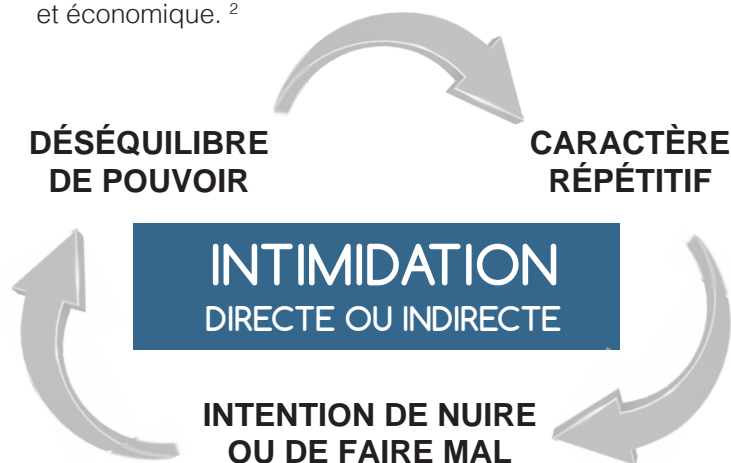 et économique. ²
DÉSÉQUILIBRE
DE POUVOIR
CARACTÈRE
RÉPÉTITIF
INTIMIDATION
DIRECTE OU INDIRECTE
INTENTION DE NUIRE
OU DE FAIRE MAL